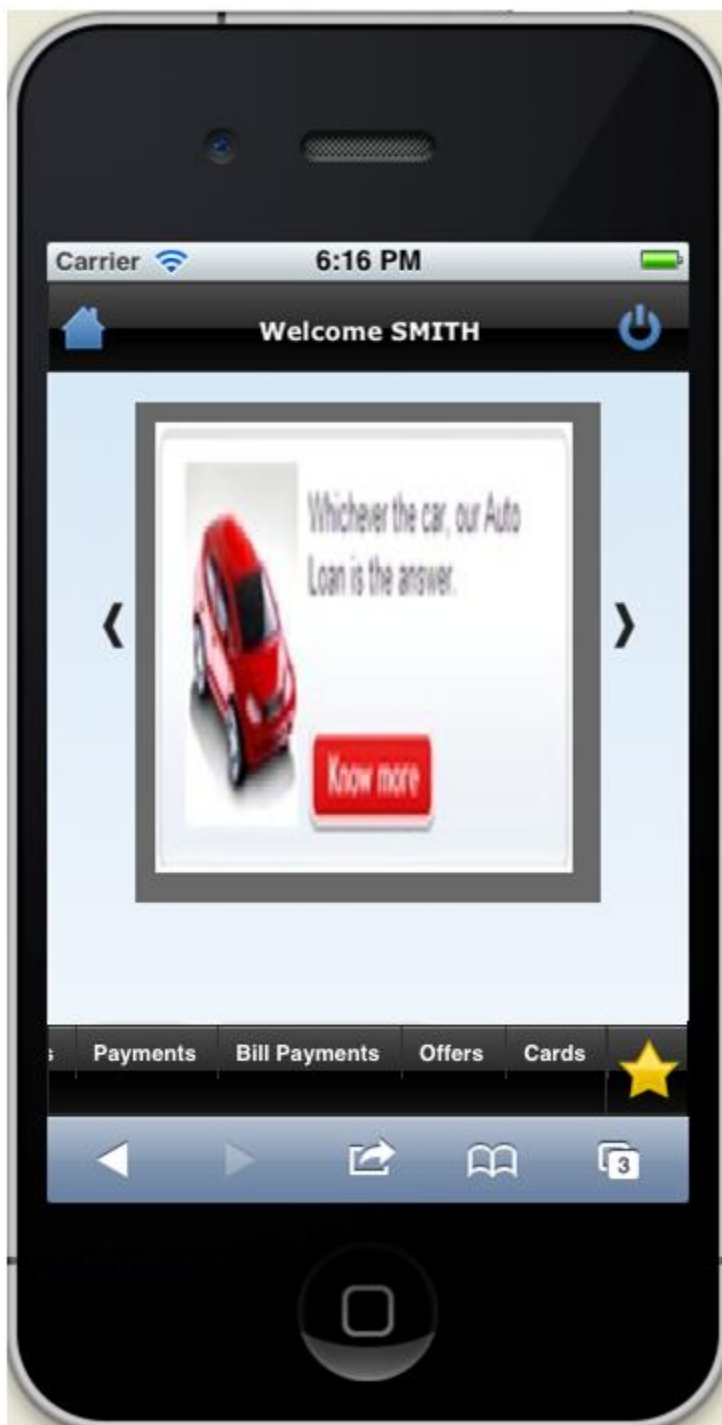 Carrier 6:16 PM
Welcome SMITH
Whichever the car, our Auto
Loan is the answer.
Know more
s Payments Bill Payments Offers Cards
3